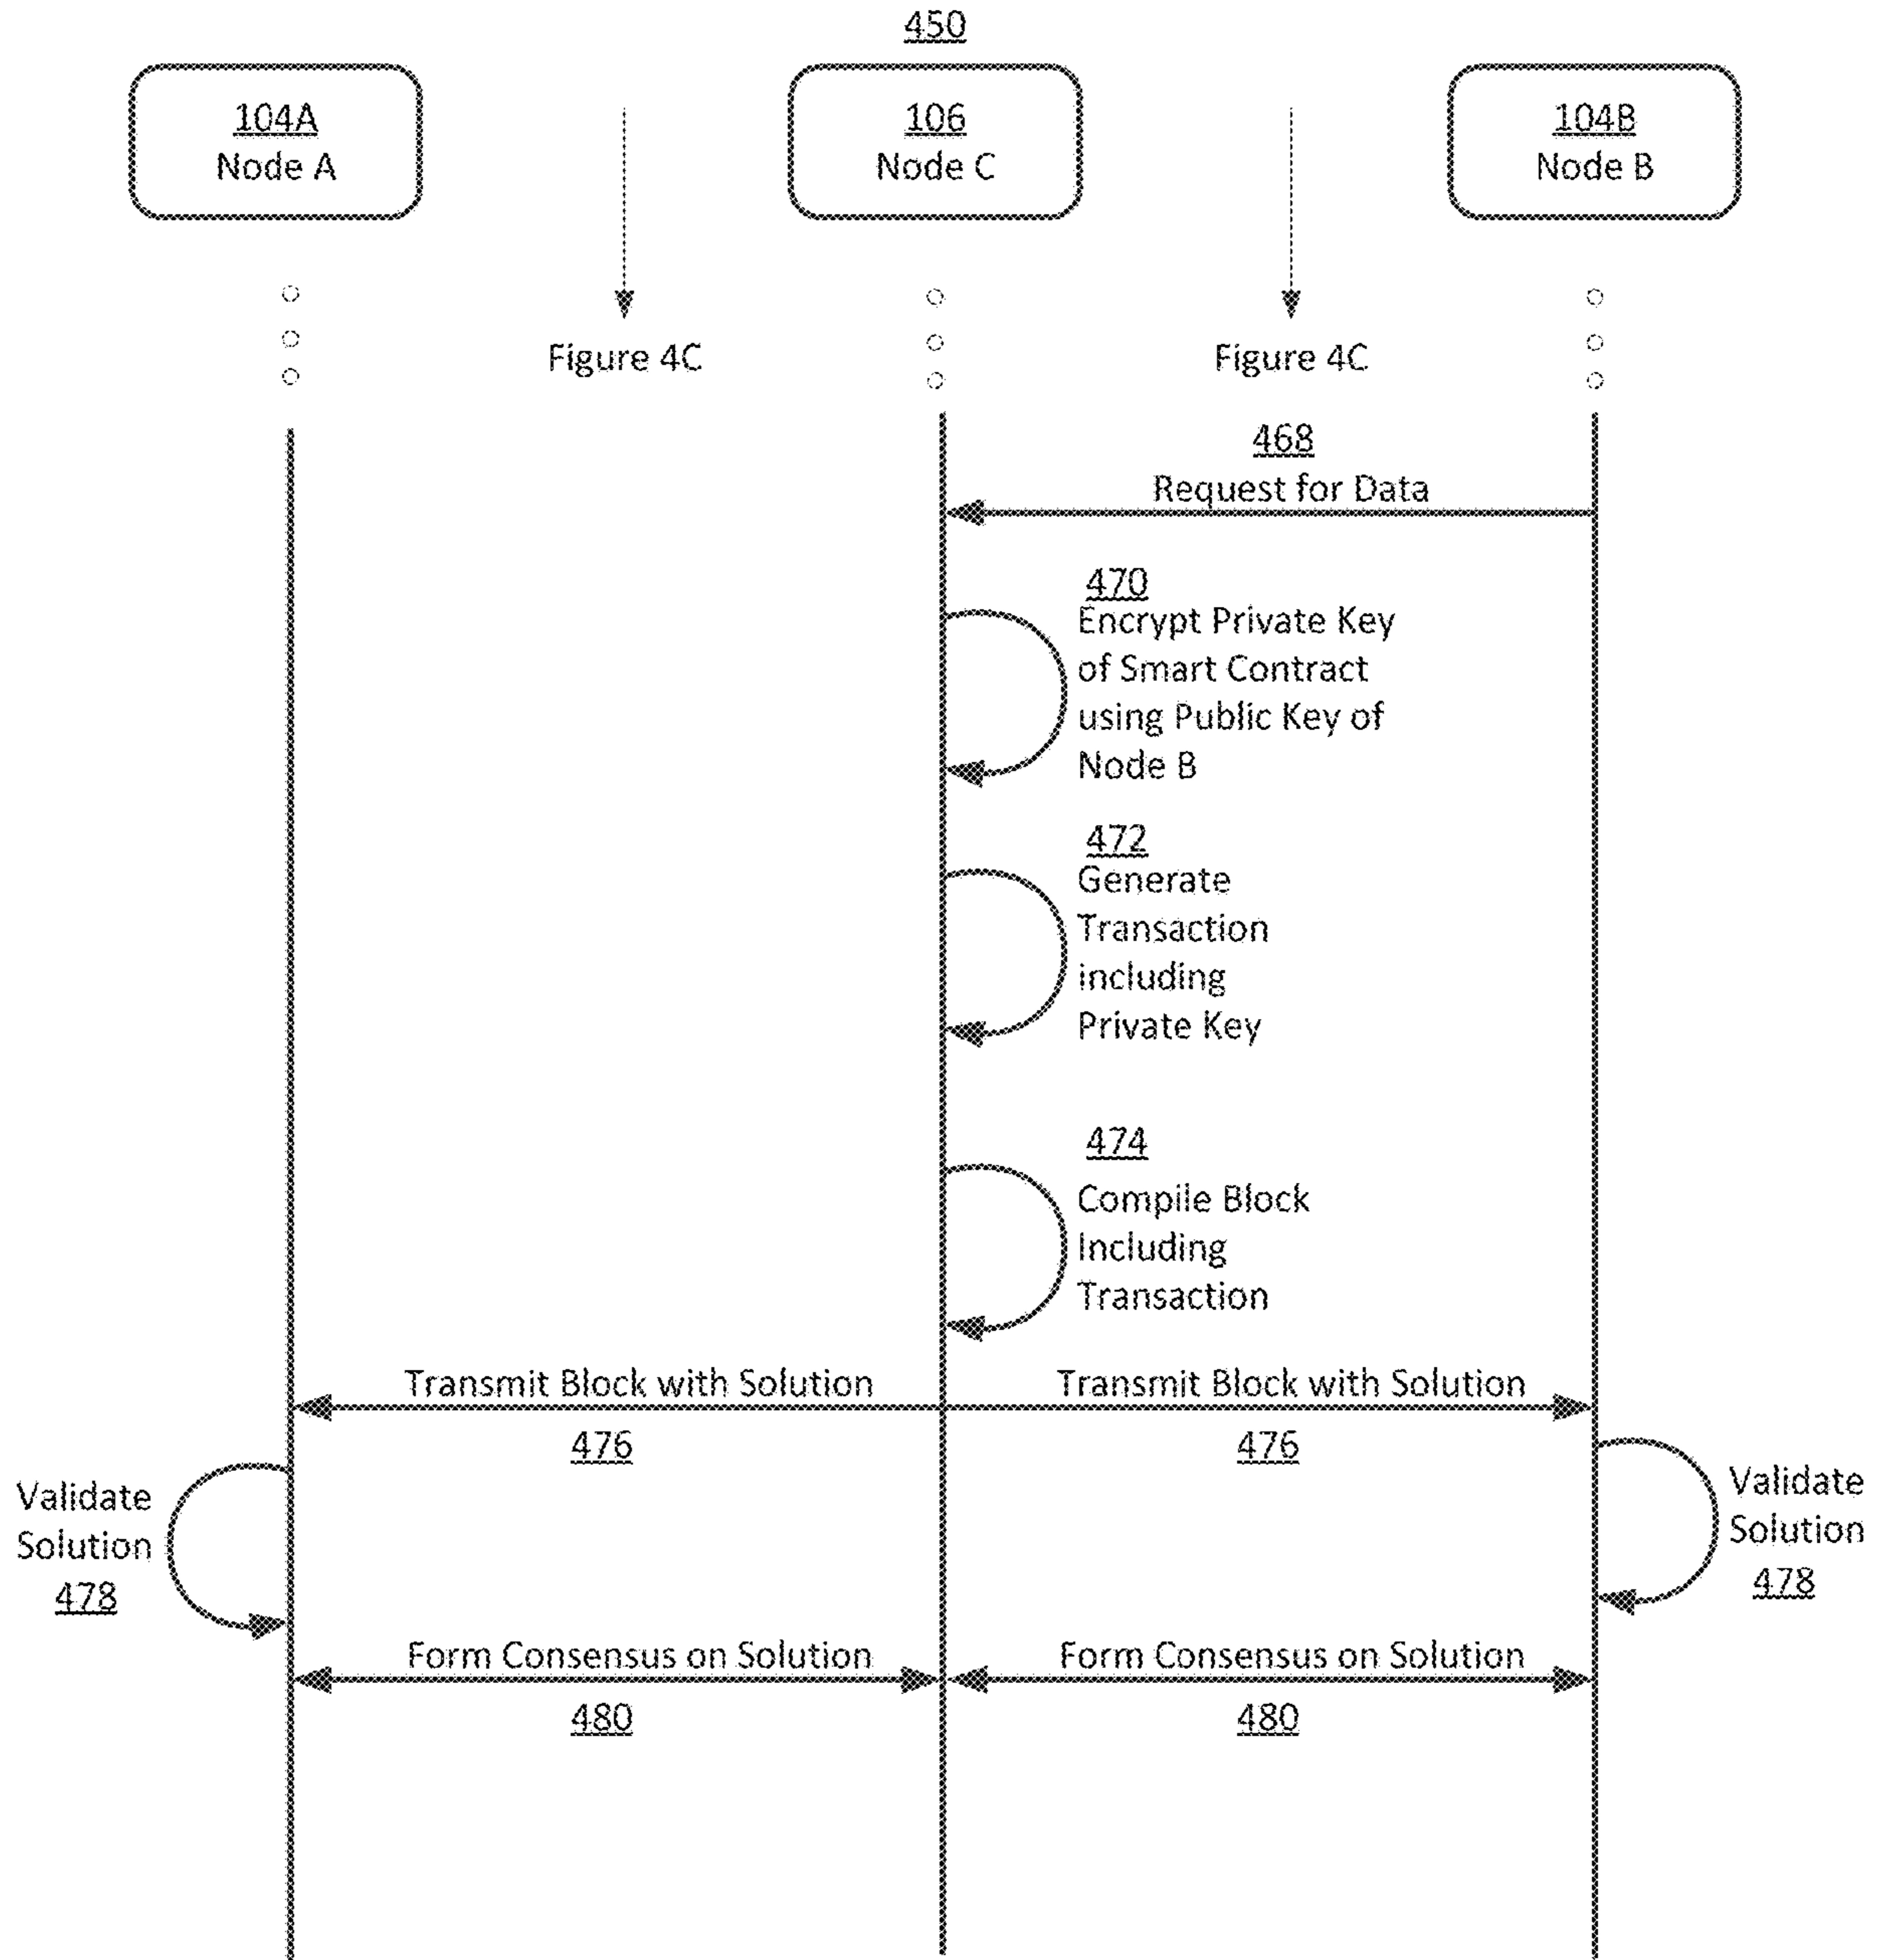 450
104A
Node A
106
Node C
104B
Node B
Figure 4C
Figure 4C
468
Request for Data
470
Encrypt Private Key
of Smart Contract
using Public Key of
Node B
472
Generate
Transaction
including
Private Key
474
Compile Block
Including
Transaction
Transmit Block with Solution
476
Transmit Block with Solution
476
Validate
Solution
478
Validate
Solution
478
Form Consensus on Solution
480
Form Consensus on Solution
480